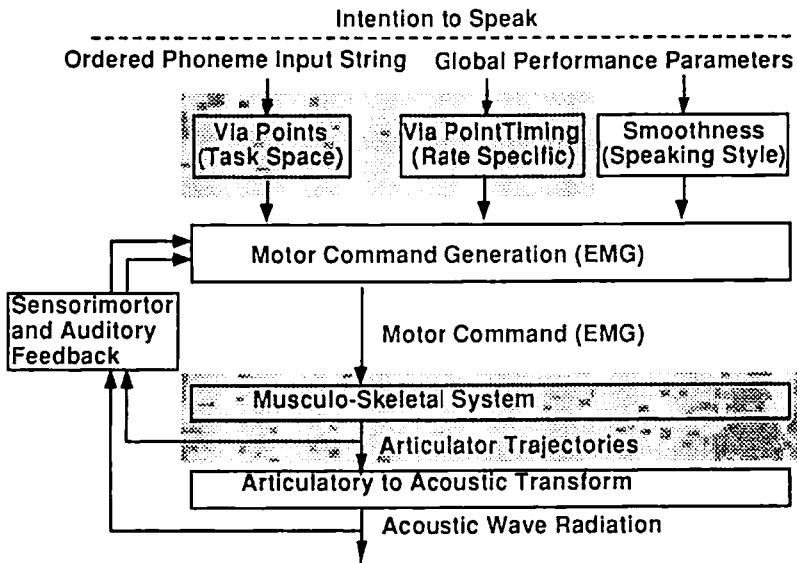 Intention to Speak
Ordered Phoneme Input String
Global Performance Parameters
Via Points
(Task Space)
Via PointTiming
(Rate Specific)
Smoothness
(Speaking Style)
Motor Command Generation (EMG)
Sensorimortor
and Auditory
Feedback
Motor Command (EMG)
Musculo-Skeletal System
Articulator Trajectories
Articulatory to Acoustic Transform
Acoustic Wave Radiation